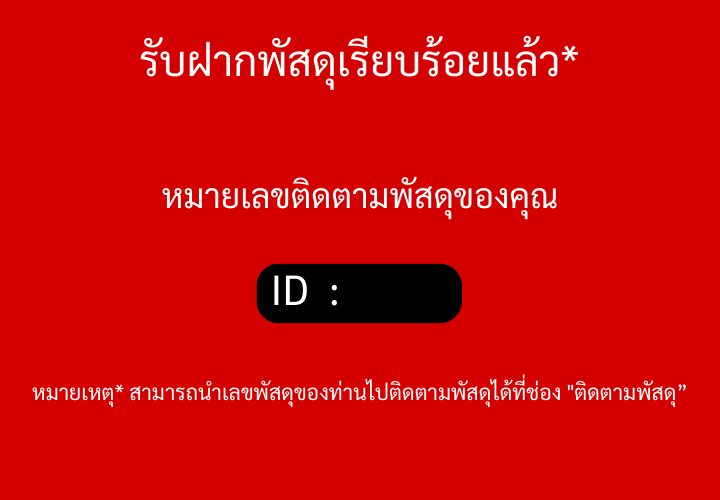 รับฝากพัสดุเรียบร้อยแล้ว*
หมายเลขติดตามพัสดุของคุณ
ID :
หมายเหตุ* สามารถนำเลขพัสดุของท่านไปติดตามพัสดุได้ที่ช่อง "ติดตามพัสดุ”